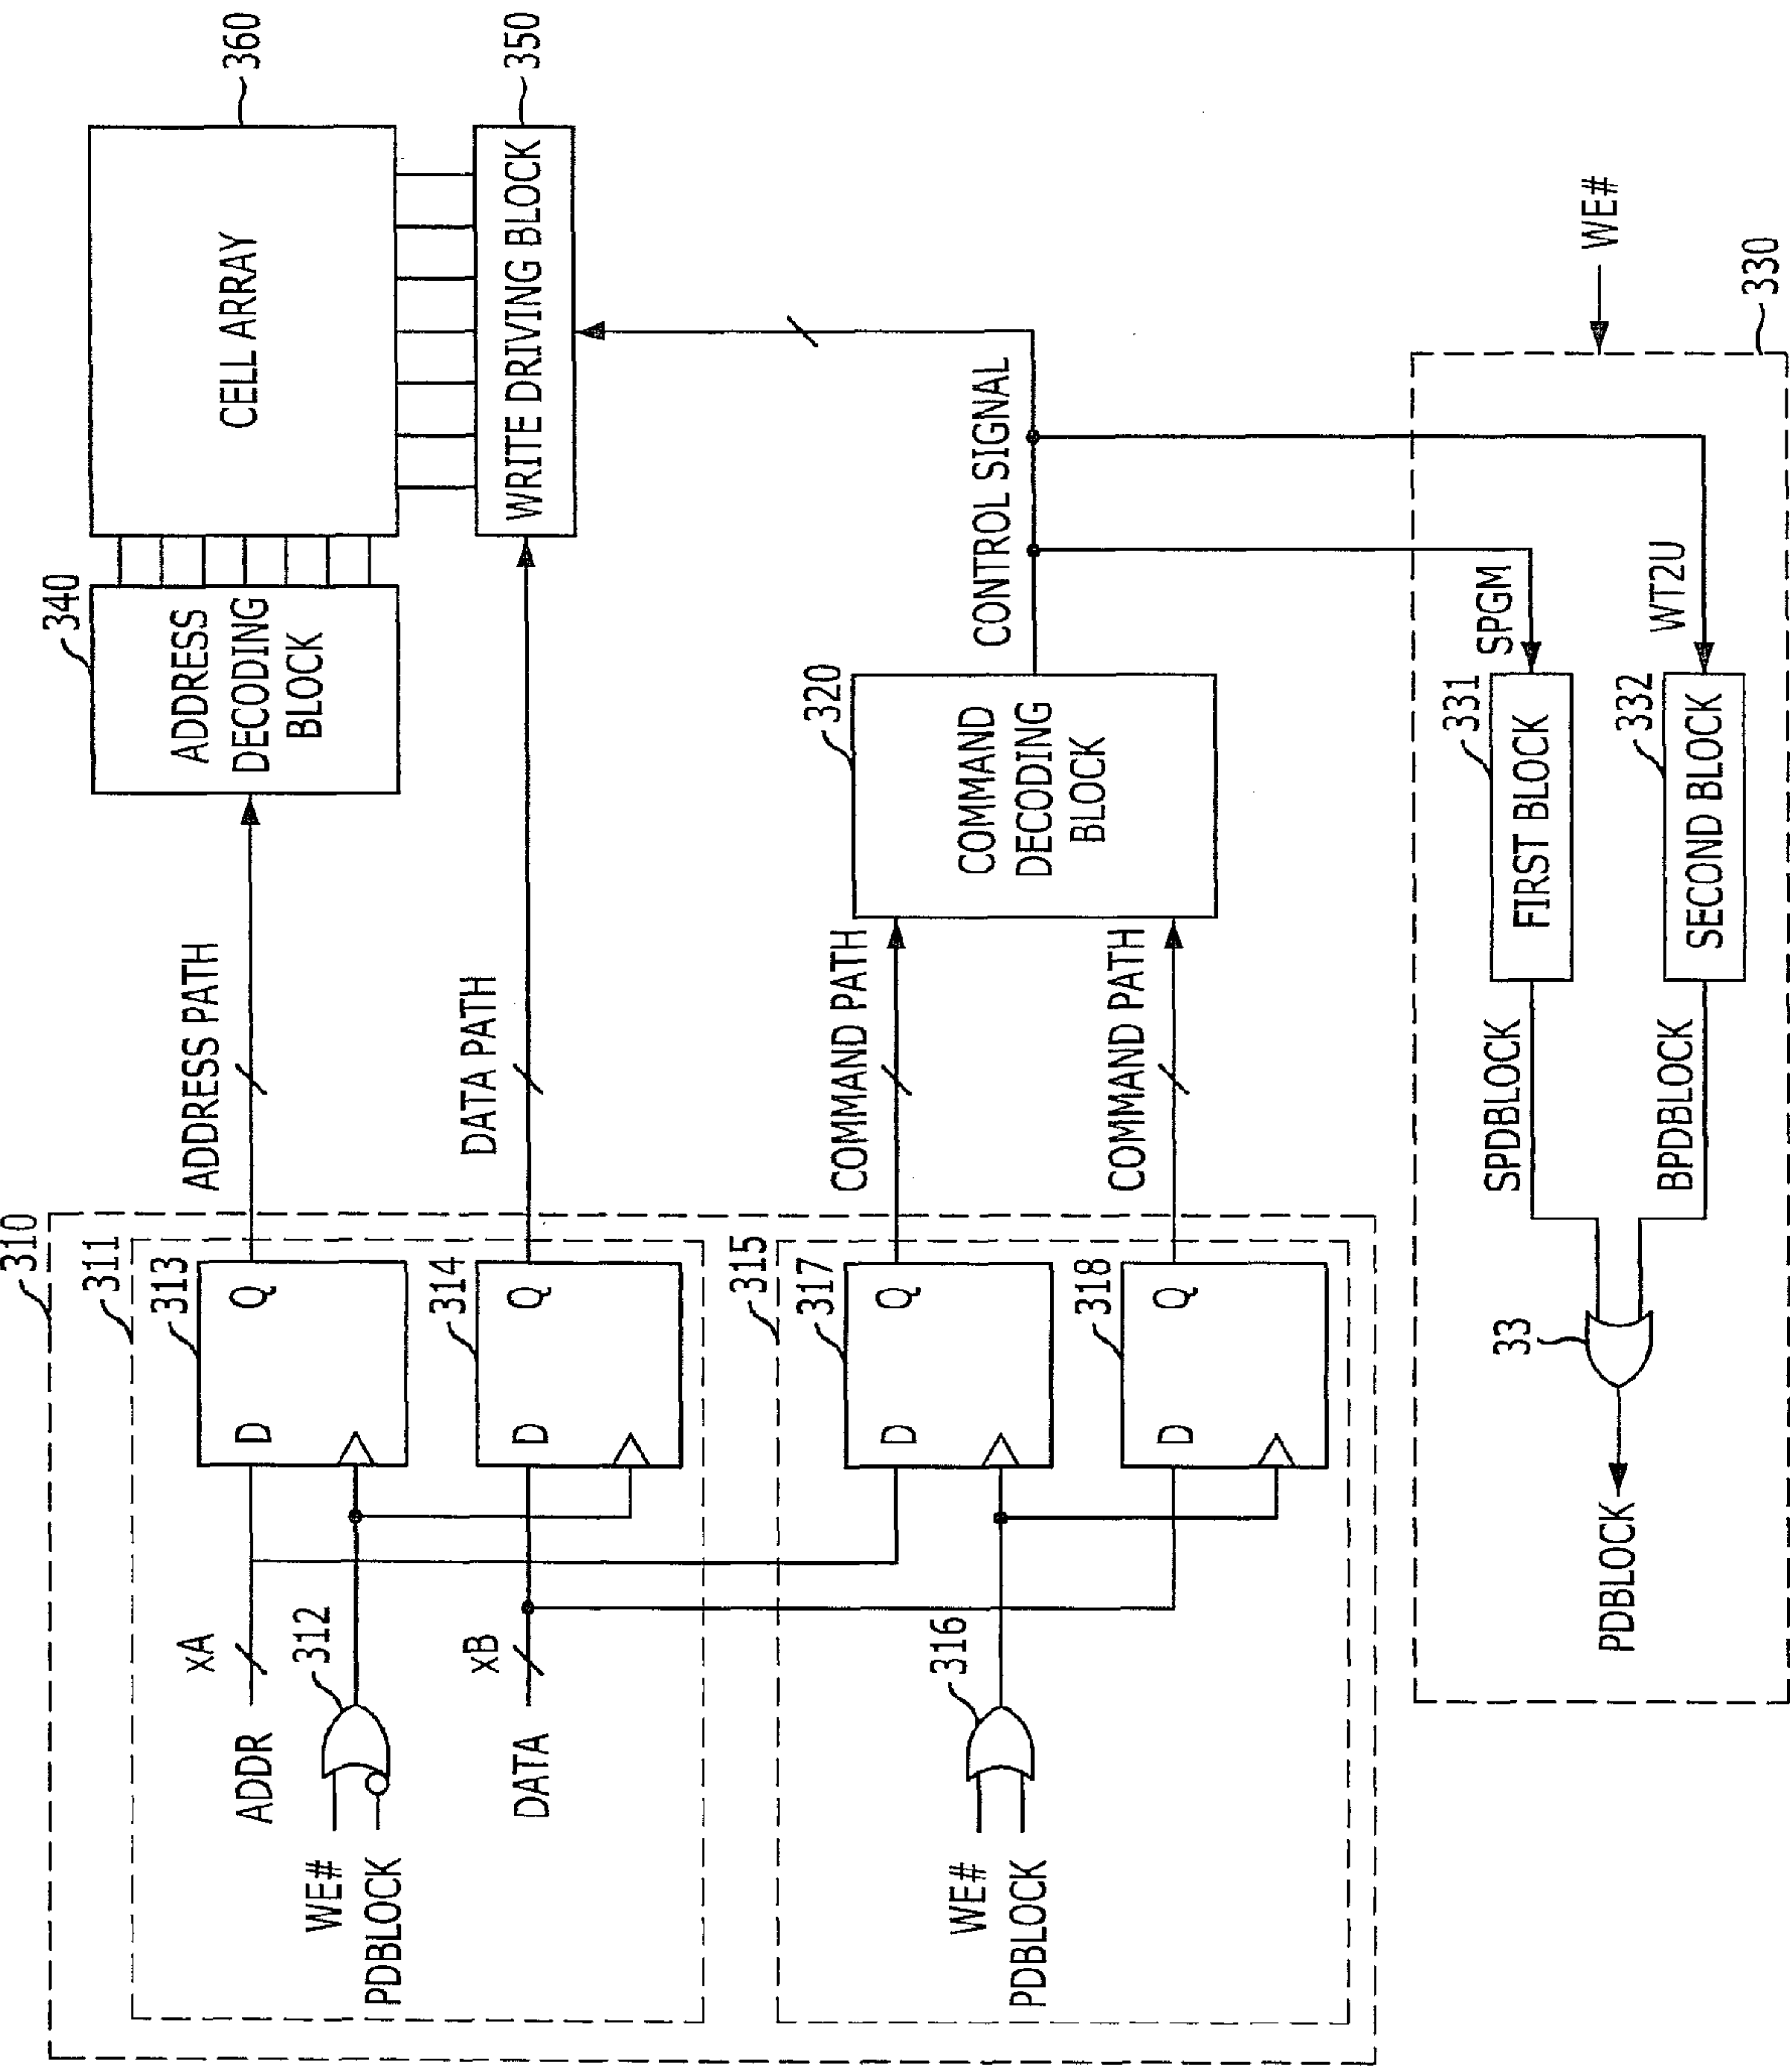 310
311
ADDR
xA
313
D
Q
ADDRESS PATH
340
ADDRESS
DECODING
BLOCK
CELL ARRAY
360
WE#
PDBLOCK
312
DATA
xB
314
D
Q
DATA PATH
WRITE DRIVING BLOCK
350
315
317
D
Q
COMMAND PATH
320
COMMAND
DECODING
BLOCK
CONTROL SIGNAL
WE#
PDBLOCK
316
318
D
Q
COMMAND PATH
PDBLOCK
33
SPDBLOCK
331
FIRST BLOCK
SPGM
BPDBLOCK
332
SECOND BLOCK
WT2U
WE#
330